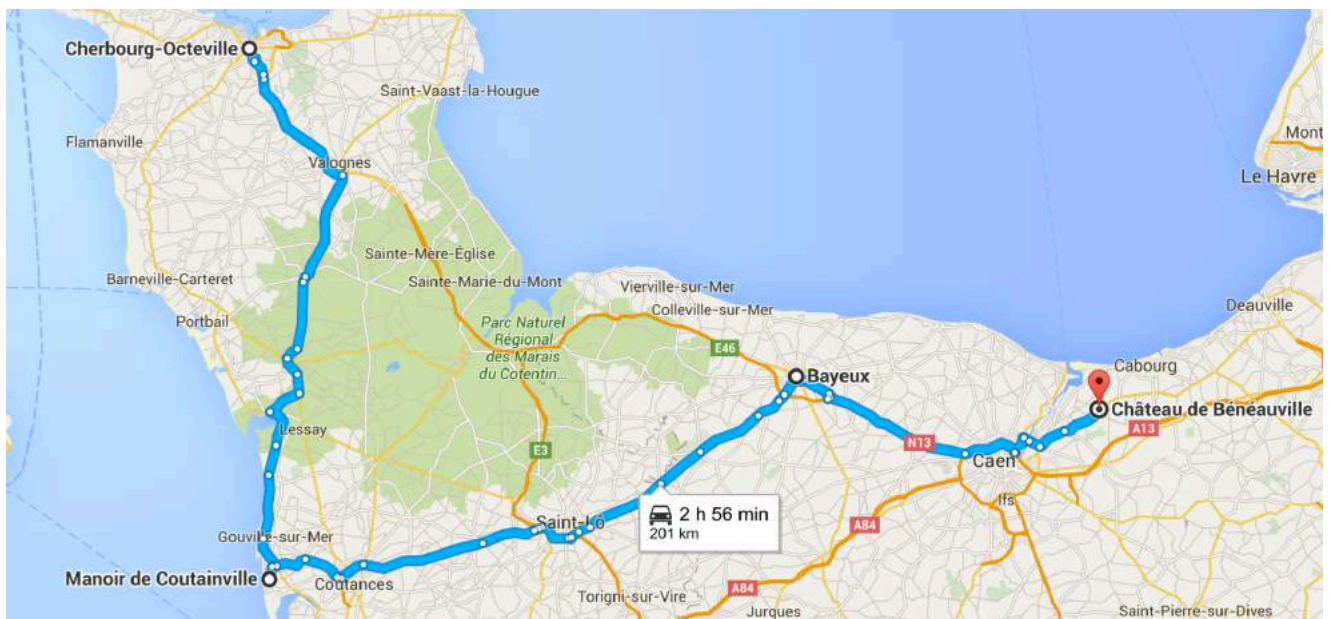 Cherbourg-Octeville
Saint-Vaast-la-Hougue
Flamanville
Mont
Valognes
Le Havre
Sainte-Mère-Église
Barneville-Carteret
Sainte-Marie-du-Mont
Vierville-sur-Mer
Deauville
Colleville-sur-Mer
Portbail
Parc Naturel
Régional
des Marais
du Cotentin...
E46
Cabourg
Bayeux
Château de Bénéauville
Lessay
A13
N13
E3
Caen
Ifs
Saint-Lô
2 h 56 min
201 km
A84
Gouville-sur-Mer
Manoir de Coutainville
Coutances
A84
Torigni-sur-Vire
Jurques
Saint-Pierre-sur-Dives